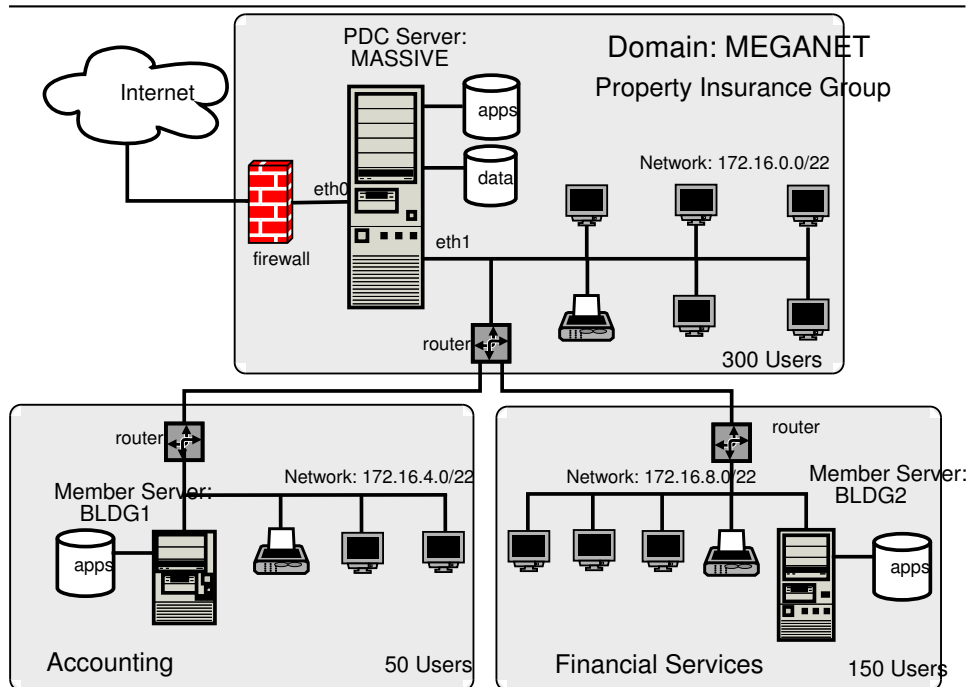 PDC Server:
MASSIVE
Domain: MEGANET
Property Insurance Group
Internet
apps
data
Network: 172.16.0.0/22
eth0
eth1
firewall
router
300 Users
router
Network: 172.16.4.0/22
Member Server:
BLDG1
apps
Accounting
50 Users
router
Network: 172.16.8.0/22
Member Server:
BLDG2
apps
Financial Services
150 Users